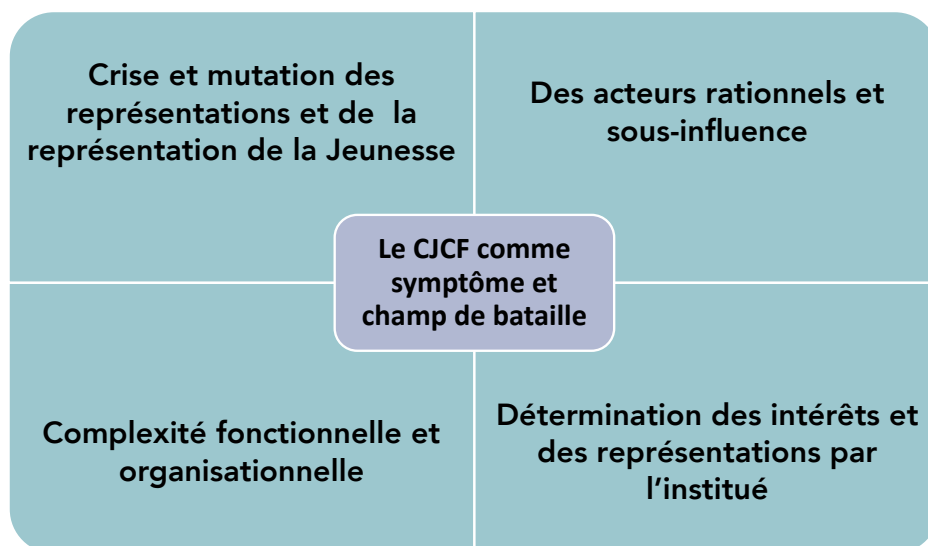 Crise et mutation des
représentations et de la
représentation de la Jeunesse
Des acteurs rationnels et
sous-influence
Le CJCF comme
symptôme et
champ de bataille
Complexité fonctionnelle et
organisationnelle
Détermination des intérêts et
des représentations par
l’institué